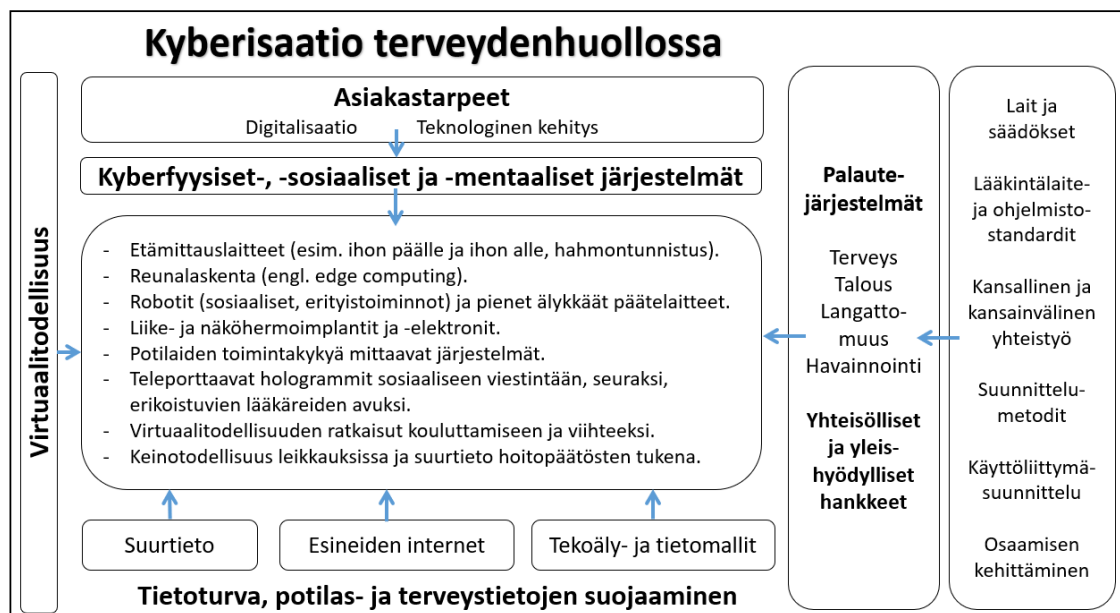 Kyberisaatio terveydenhuollossa
Virtuaalitodellisuus
Asiakastarpeet
Digitalisaatio Teknologinen kehitys
Kyberfyysiset-, -sosiaaliset ja -mentaaliset järjestelmät
- Etämittauslaitteet (esim. ihon päälle ja ihon alle, hahmontunnistus).
- Reunalaskenta (engl. edge computing).
- Robotit (sosiaaliset, erityistoiminnot) ja pienet älykkäät päätelaitteet.
- Liike- ja näköhermoimplantit ja -elektronit.
- Potilaiden toimintakykyä mittaavat järjestelmät.
- Teleporttaavat hologrammit sosiaaliseen viestintään, seuraksi,
erikoistuvien lääkäreiden avuksi.
- Virtuaalitodellisuuden ratkaisut kouluttamiseen ja viihteeksi.
- Keinotodellisuus leikkauksissa ja suurtieto hoitopäätösten tukena.
Suurtieto
Esineiden internet
Tekoäly- ja tietomallit
Tietoturva, potilas- ja terveystietojen suojaaminen
Palaute-
järjestelmät
Terveys
Talous
Langatto-
muus
Havainnointi
Yhteisölliset
ja yleis-
hyödylliset
hankkeet
Lait ja
säädökset
Lääkintälaite-
ja ohjelmisto-
standardit
Kansallinen ja
kansainvälinen
yhteistyö
Suunnittelu-
metodit
Käyttöliittymä-
suunnittelu
Osaamisen
kehittäminen